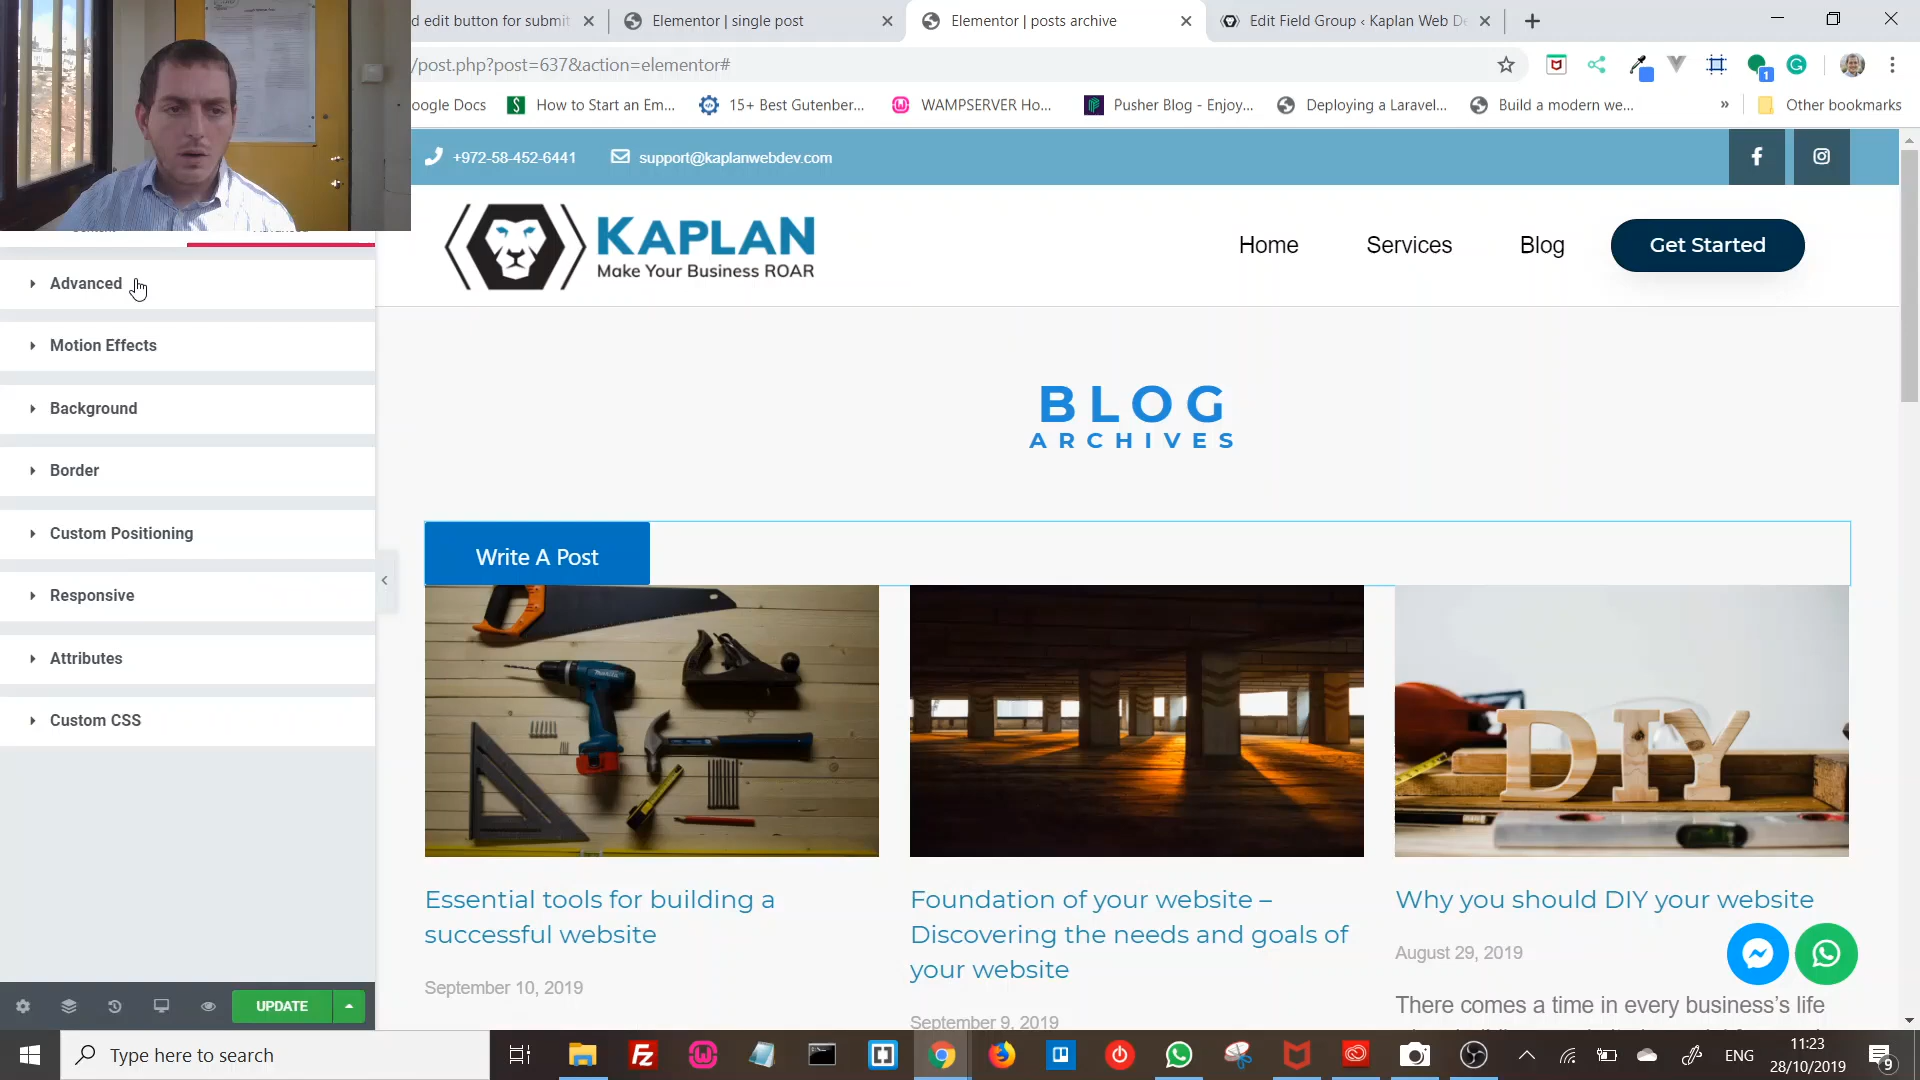 d edit button for submit
Elementor | single post
Elementor | posts archive
Edit Field Group ‹ Kaplan Web De
/post.php?post=637&action=elementor#
oogle Docs
How to Start an Em...
15+ Best Gutenber...
WAMPSERVER Ho...
Pusher Blog - Enjoy...
Deploying a Laravel...
Build a modern we...
»
Other bookmarks
+972-58-452-6441
support@kaplanwebdev.com
KAPLAN
Make Your Business ROAR
Home
Services
Blog
Get Started
Advanced
Motion Effects
Background
Border
Custom Positioning
Responsive
Attributes
Custom CSS
UPDATE
BLOG
ARCHIVES
Write A Post
DIY
Essential tools for building a
successful website
September 10, 2019
Foundation of your website –
Discovering the needs and goals of
your website
September 9, 2019
Why you should DIY your website
August 29, 2019
There comes a time in every business's life
Type here to search
ENG
11:23
28/10/2019
9